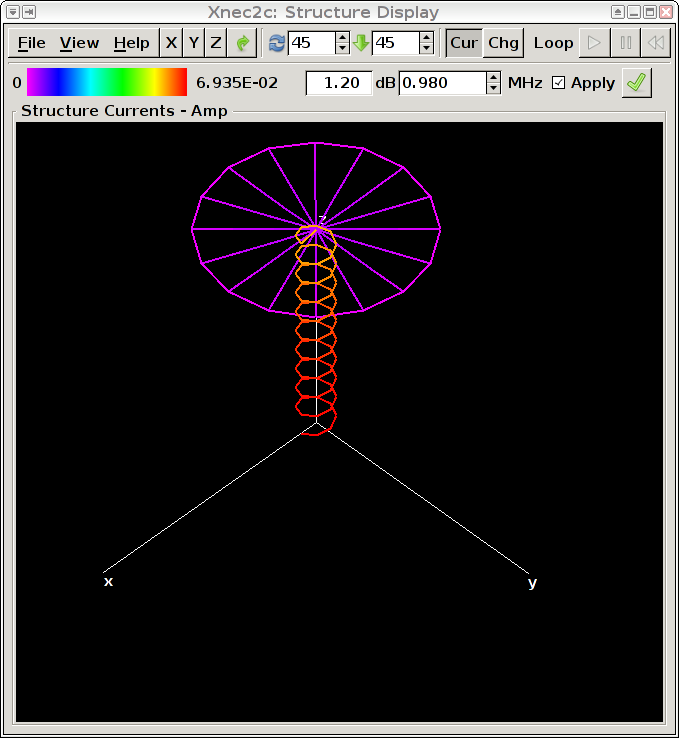 Xnec2c: Structure Display
File View Help X Y Z 45 45 Cur Chg Loop
0 6.935E-02 1.20 dB 0.980 MHz Apply
Structure Currents - Amp
z
x y